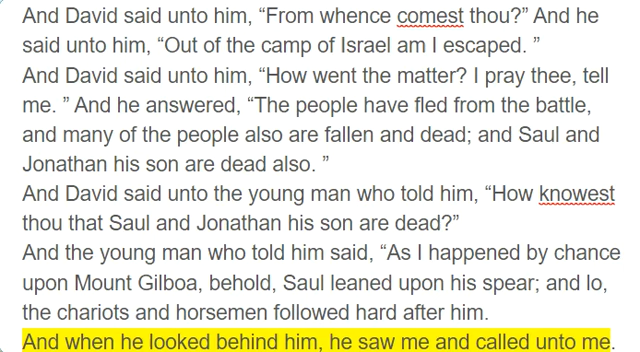 And David said unto him, “From whence comest thou?” And he
said unto him, “Out of the camp of Israel am I escaped. ”
And David said unto him, “How went the matter? I pray thee, tell
me. ” And he answered, “The people have fled from the battle,
and many of the people also are fallen and dead; and Saul and
Jonathan his son are dead also. ”
And David said unto the young man who told him, “How knowest
thou that Saul and Jonathan his son are dead?”
And the young man who told him said, “As I happened by chance
upon Mount Gilboa, behold, Saul leaned upon his spear; and lo,
the chariots and horsemen followed hard after him.
And when he looked behind him, he saw me and called unto me.